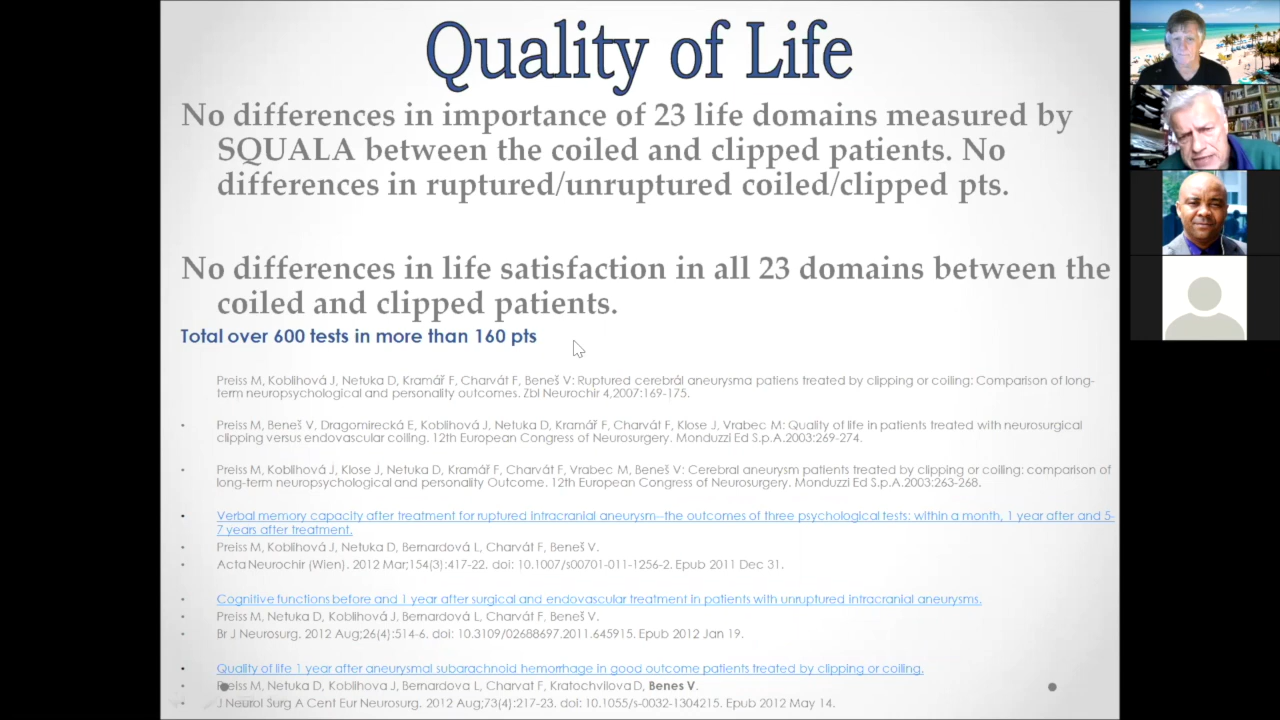 Quality of Life
No differences in importance of 23 life domains measured by
SQUALA between the coiled and clipped patients. No
differences in ruptured/unruptured coiled/clipped pts.
No differences in life satisfaction in all 23 domains between the
coiled and clipped patients.
Total over 600 tests in more than 160 pts
Preiss M, Koblihová J, Netuka D, Kramář F, Charvát F, Beneš V: Ruptured cerebrál aneurysma patiens treated by clipping or coiling: Comparison of long-
term neuropsychological and personality outcomes. Zbl Neurochir 4,2007:169-175.
• Preiss M, Beneš V, Dragomirecká E, Koblihová J, Netuka D, Kramář F, Charvát F, Klose J, Vrabec M: Quality of life in patients treated with neurosurgical
clipping versus endovascular coiling. 12th European Congress of Neurosurgery. Monduzzi Ed S.p.A.2003:269-274.
• Preiss M, Koblihová J, Klose J, Netuka D, Kramář F, Charvát F, Vrabec M, Beneš V: Cerebral aneurysm patients treated by clipping or coiling: comparison of
long-term neuropsychological and personality Outcome. 12th European Congress of Neurosurgery. Monduzzi Ed S.p.A.2003:263-268.
• Verbal memory capacity after treatment for ruptured intracranial aneurysm--the outcomes of three psychological tests: within a month, 1 year after and 5-
7 years after treatment.
• Preiss M, Koblihová J, Netuka D, Bernardová L, Charvát F, Beneš V.
• Acta Neurochir (Wien). 2012 Mar;154(3):417-22. doi: 10.1007/s00701-011-1256-2. Epub 2011 Dec 31.
• Cognitive functions before and 1 year after surgical and endovascular treatment in patients with unruptured intracranial aneurysms.
• Preiss M, Netuka D, Koblihová J, Bernardová L, Charvát F, Beneš V.
• Br J Neurosurg. 2012 Aug;26(4):514-6. doi: 10.3109/02688697.2011.645915. Epub 2012 Jan 19.
• Quality of life 1 year after aneurysmal subarachnoid hemorrhage in good outcome patients treated by clipping or coiling.
• Preiss M, Netuka D, Koblihova J, Bernardova L, Charvat F, Kratochvilova D, Benes V.
• J Neurol Surg A Cent Eur Neurosurg. 2012 Aug;73(4):217-23. doi: 10.1055/s-0032-1304215. Epub 2012 May 14.